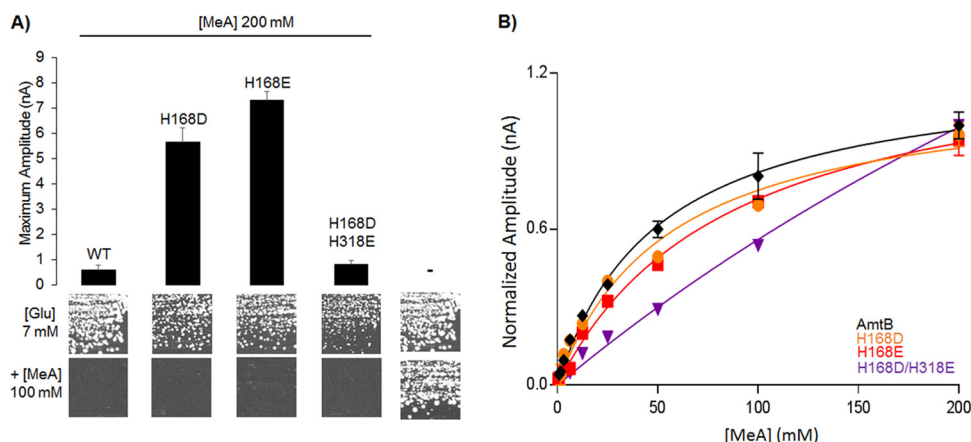 A)
[MeA] 200 mM
Maximum Amplitude (nA)
9
8
7
6
5
4
3
2
1
0
WT
H168D
H168E
H168D
H318E
-
[Glu]
7 mM
+ [MeA]
100 mM
B)
Normalized Amplitude (nA)
1.2
0.6
0.0
0
50
100
150
200
[MeA] (mM)
AmtB
H168D
H168E
H168D/H318E